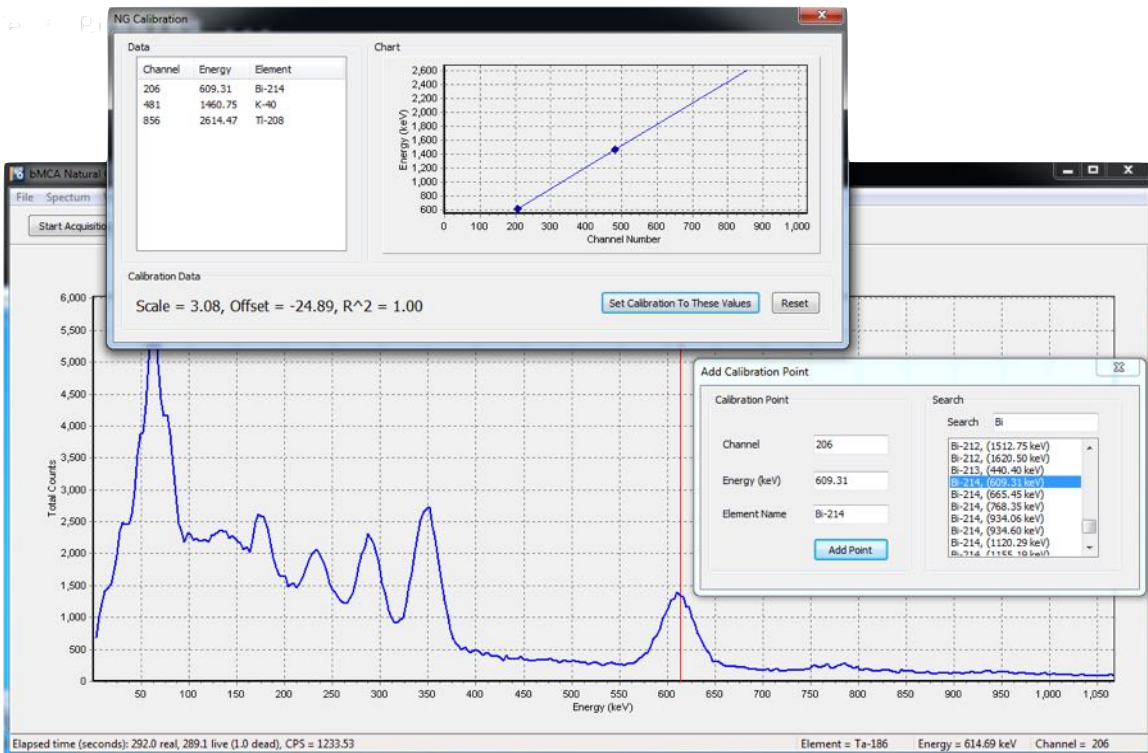 NG Calibration
Data
Channel Energy Element
206 609.31 Bi-214
481 1460.75 K-40
856 2614.47 Tl-208
Chart
2,600
2,400
2,200
2,000
1,800
1,600
1,400
1,200
1,000
800
600
Energy (keV)
0 100 200 300 400 500 600 700 800 900 1,000
Channel Number
Calibration Data
Scale = 3.08, Offset = -24.89, R^2 = 1.00
Set Calibration To These Values
Reset
bMCA Natural
File Spectrum
Start Acquisitio
6,000
5,500
5,000
4,500
4,000
3,500
3,000
2,500
2,000
1,500
1,000
500
0
Total Counts
50 100 150 200 250 300 350 400 450 500 550 600 650 700 750 800 850 900 950 1,000 1,050
Energy (keV)
Add Calibration Point
Calibration Point
Channel 206
Energy (keV) 609.31
Element Name Bi-214
Add Point
Search
Search Bi
Bi-212, (1512.75 keV)
Bi-212, (1620.50 keV)
Bi-213, (440.40 keV)
Bi-214, (609.31 keV)
Bi-214, (665.45 keV)
Bi-214, (768.35 keV)
Bi-214, (934.06 keV)
Bi-214, (934.60 keV)
Bi-214, (1120.29 keV)
Bi-214, (1155.19 keV)
Elapsed time (seconds): 292.0 real, 289.1 live (1.0 dead), CPS = 1233.53
Element = Ta-186 Energy = 614.69 keV Channel = 206